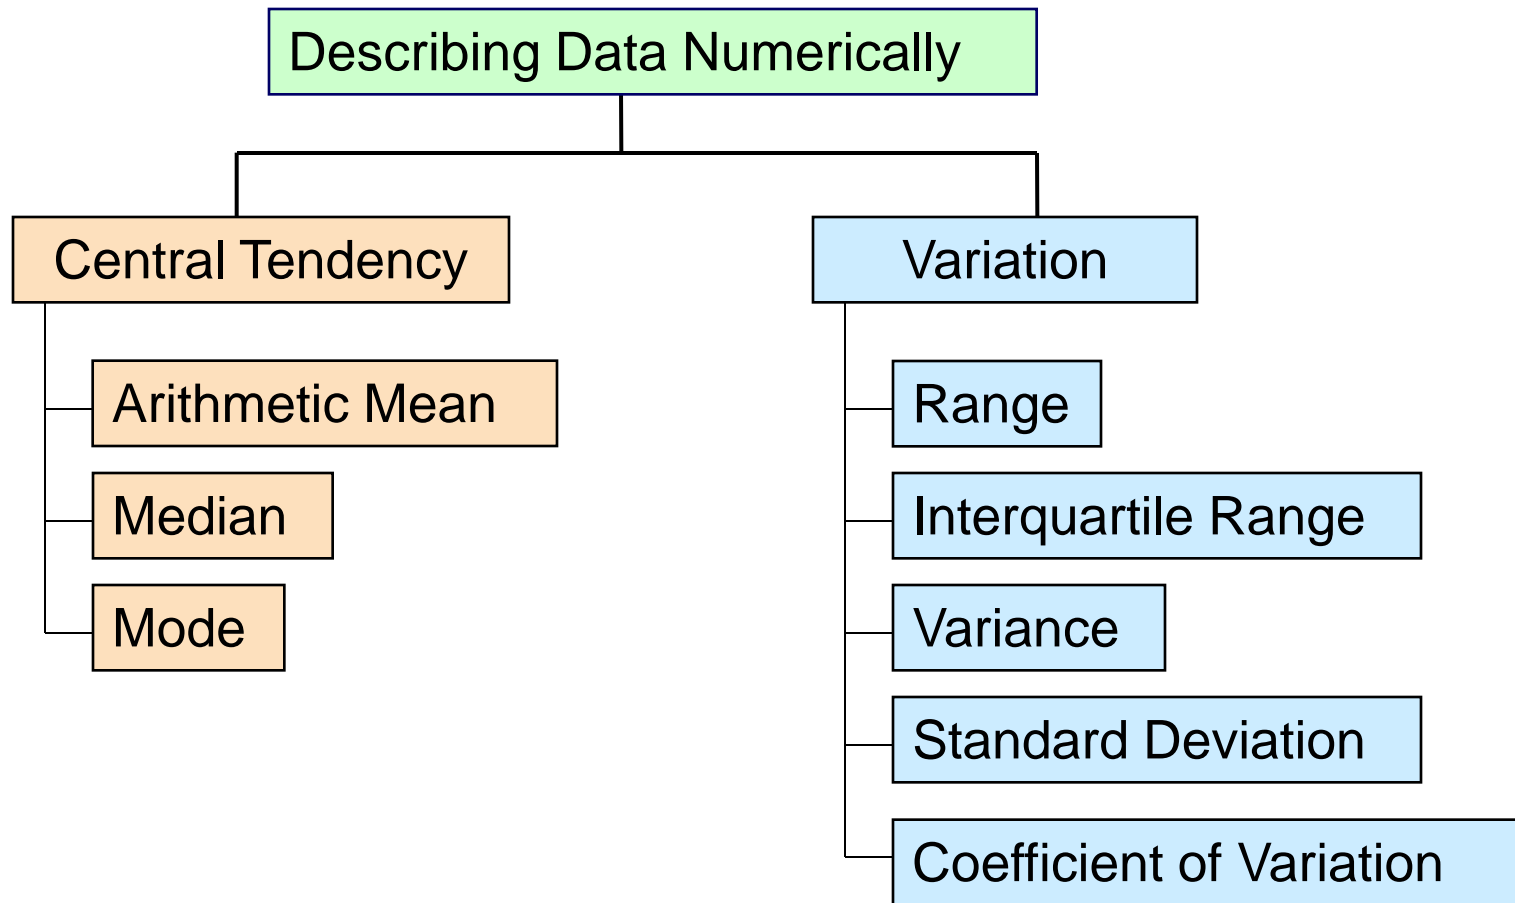 Describing Data Numerically
Central Tendency
Arithmetic Mean
Median
Mode
Variation
Range
Interquartile Range
Variance
Standard Deviation
Coefficient of Variation